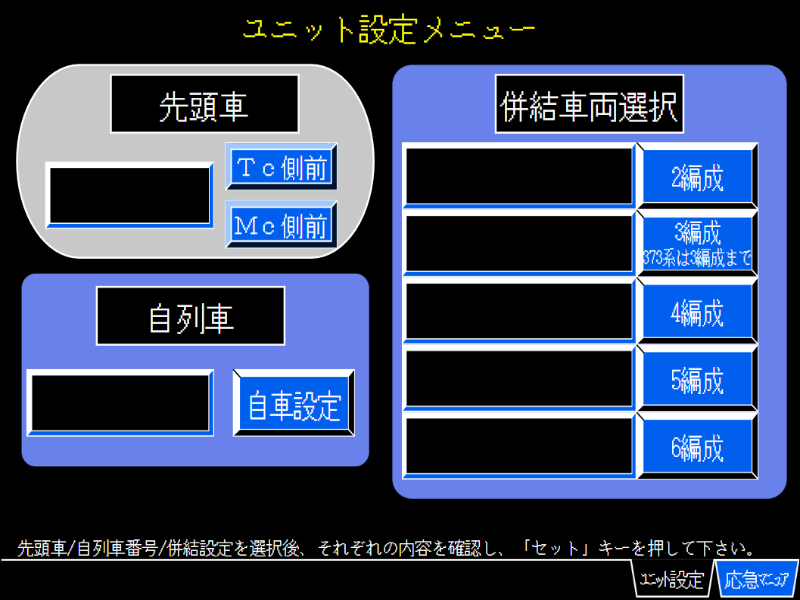 ユニット設定メニュー
先頭車
Tc側前
Mc側前
自列車
自車設定
併結車両選択
2編成
3編成
373系は3編成まで
4編成
5編成
6編成
先頭車/自列車番号/併結設定を選択後、それぞれの内容を確認し、「セット」キーを押して下さい。
ユニット設定
応急マニュア